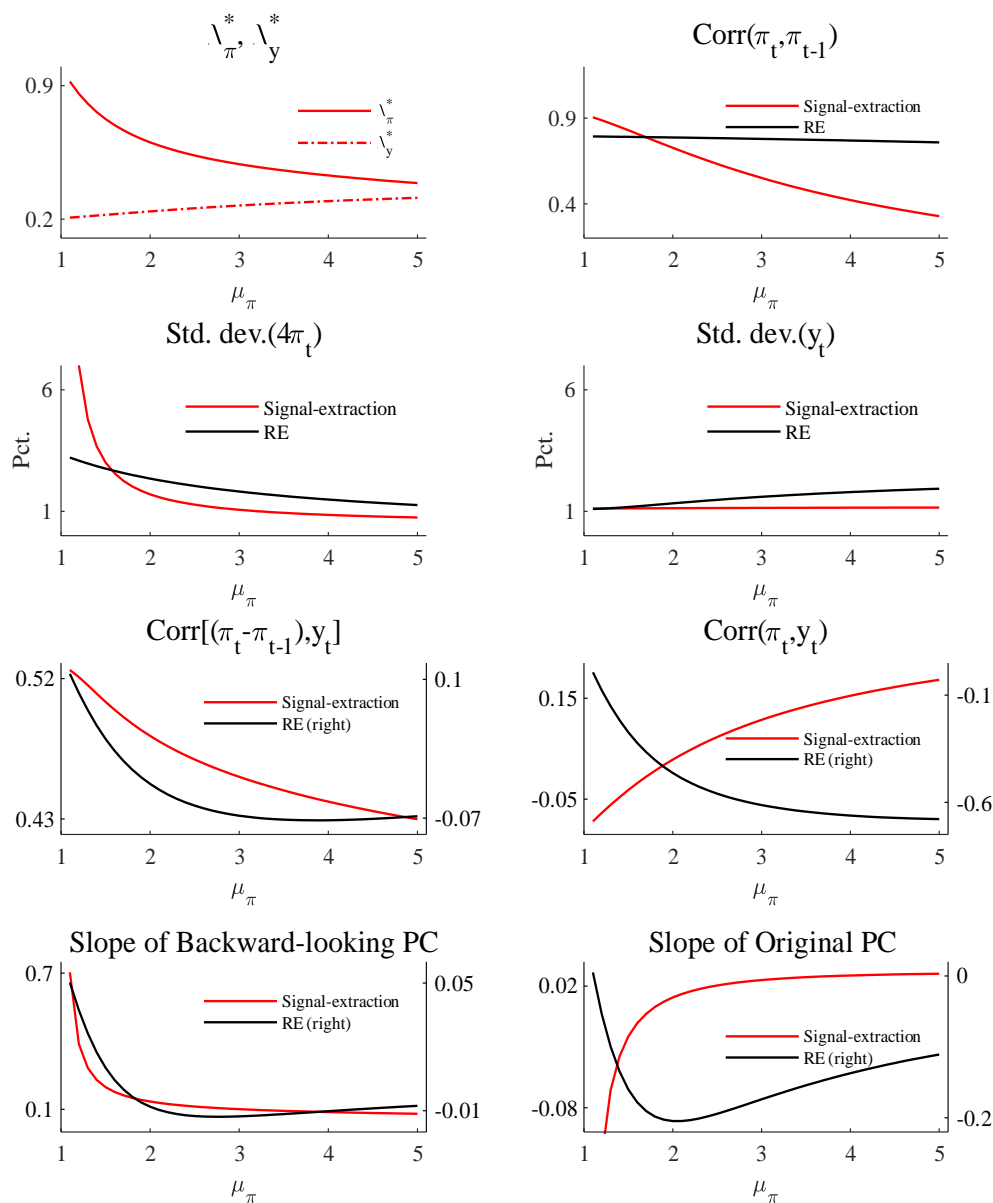 λ*π, λ*y
0.9
0.2
λ*π
λ*y
1 2 3 4 5
μπ
Corr(πt,πt-1)
0.9
0.4
Signal-extraction
RE
1 2 3 4 5
μπ
Std. dev.(4πt)
Pct.
6
1
Signal-extraction
RE
1 2 3 4 5
μπ
Std. dev.(yt)
Pct.
6
1
Signal-extraction
RE
1 2 3 4 5
μπ
Corr[(πt-πt-1),yt]
0.52
0.43
Signal-extraction
RE (right)
0.1
-0.07
1 2 3 4 5
μπ
Corr(πt,yt)
0.15
-0.05
Signal-extraction
RE (right)
-0.1
-0.6
1 2 3 4 5
μπ
Slope of Backward-looking PC
0.7
0.1
Signal-extraction
RE (right)
0.05
-0.01
1 2 3 4 5
μπ
Slope of Original PC
0.02
-0.08
Signal-extraction
RE (right)
0
-0.2
1 2 3 4 5
μπ